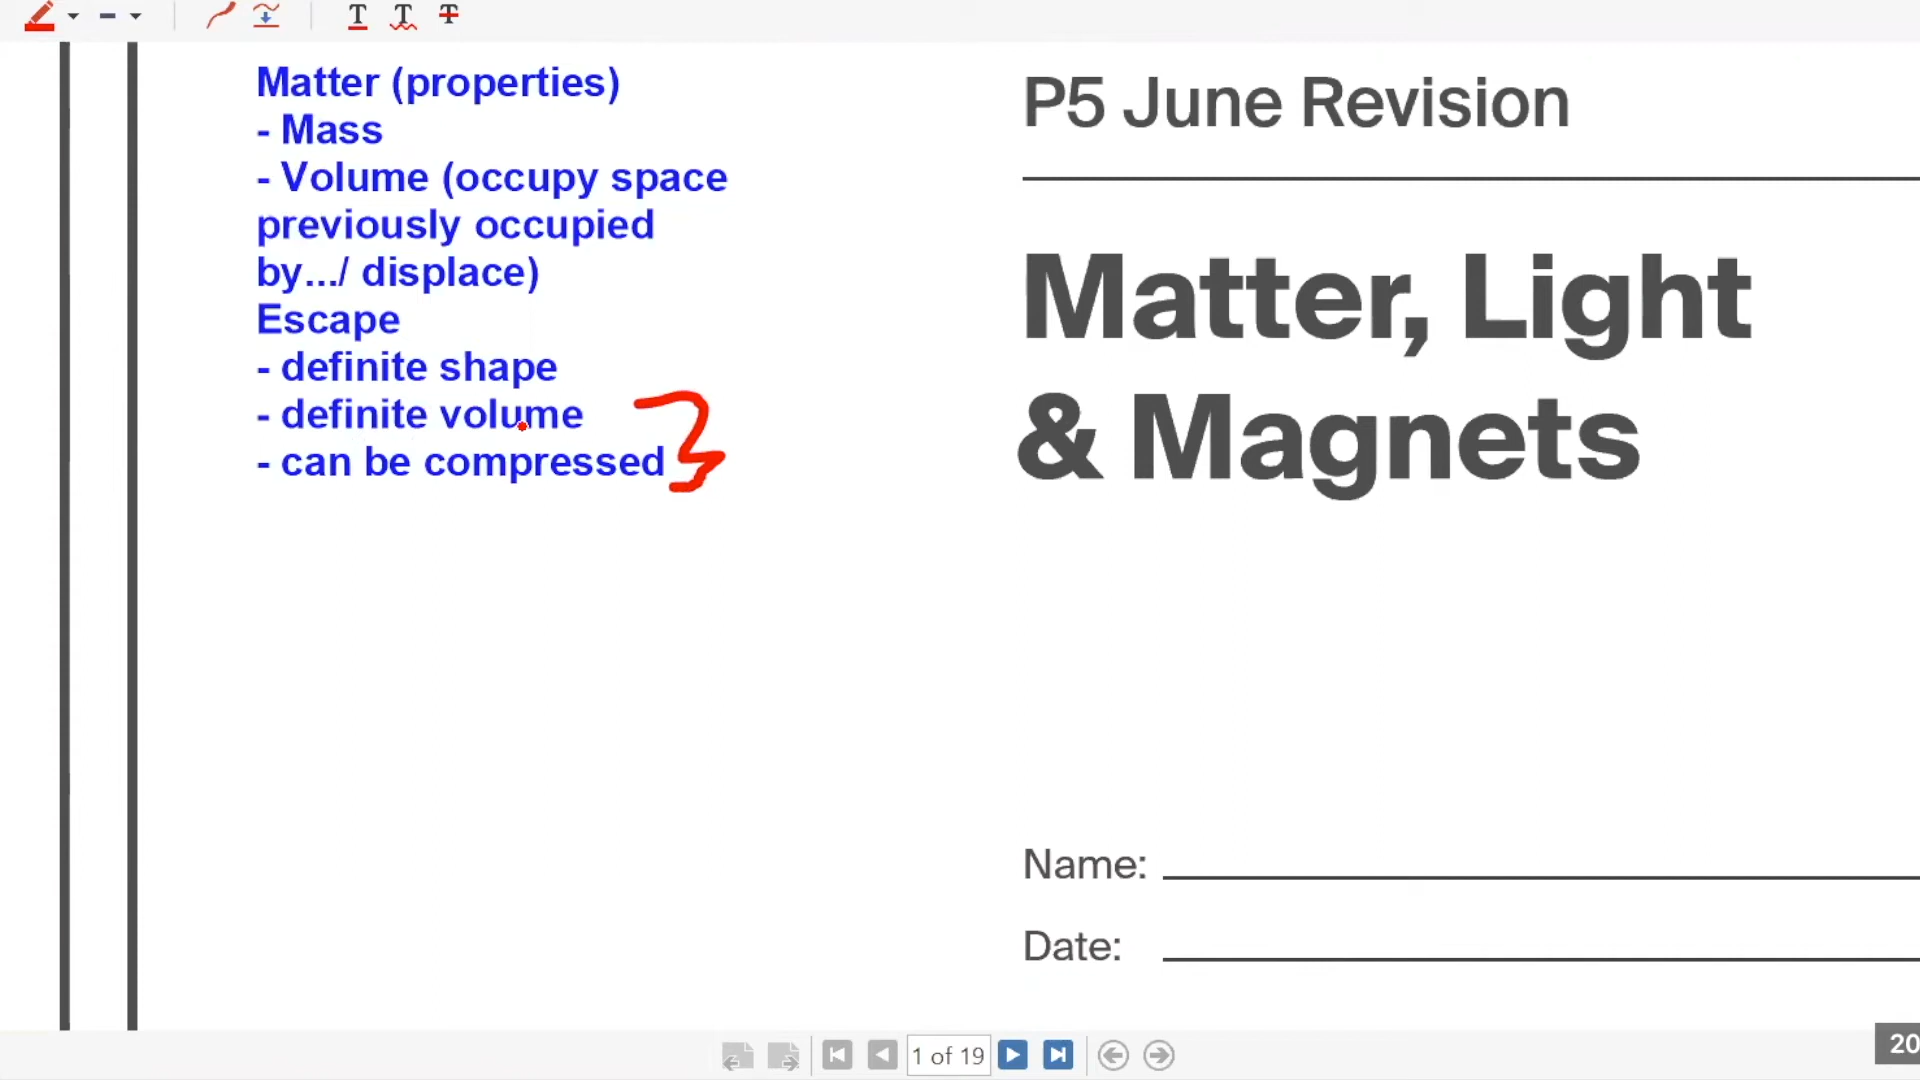 Matter (properties)
- Mass
- Volume (occupy space
previously occupied
by.../ displace)
Escape
- definite shape
- definite volume
- can be compressed
P5 June Revision
Matter, Light
& Magnets
Name:
Date:
1 of 19
20